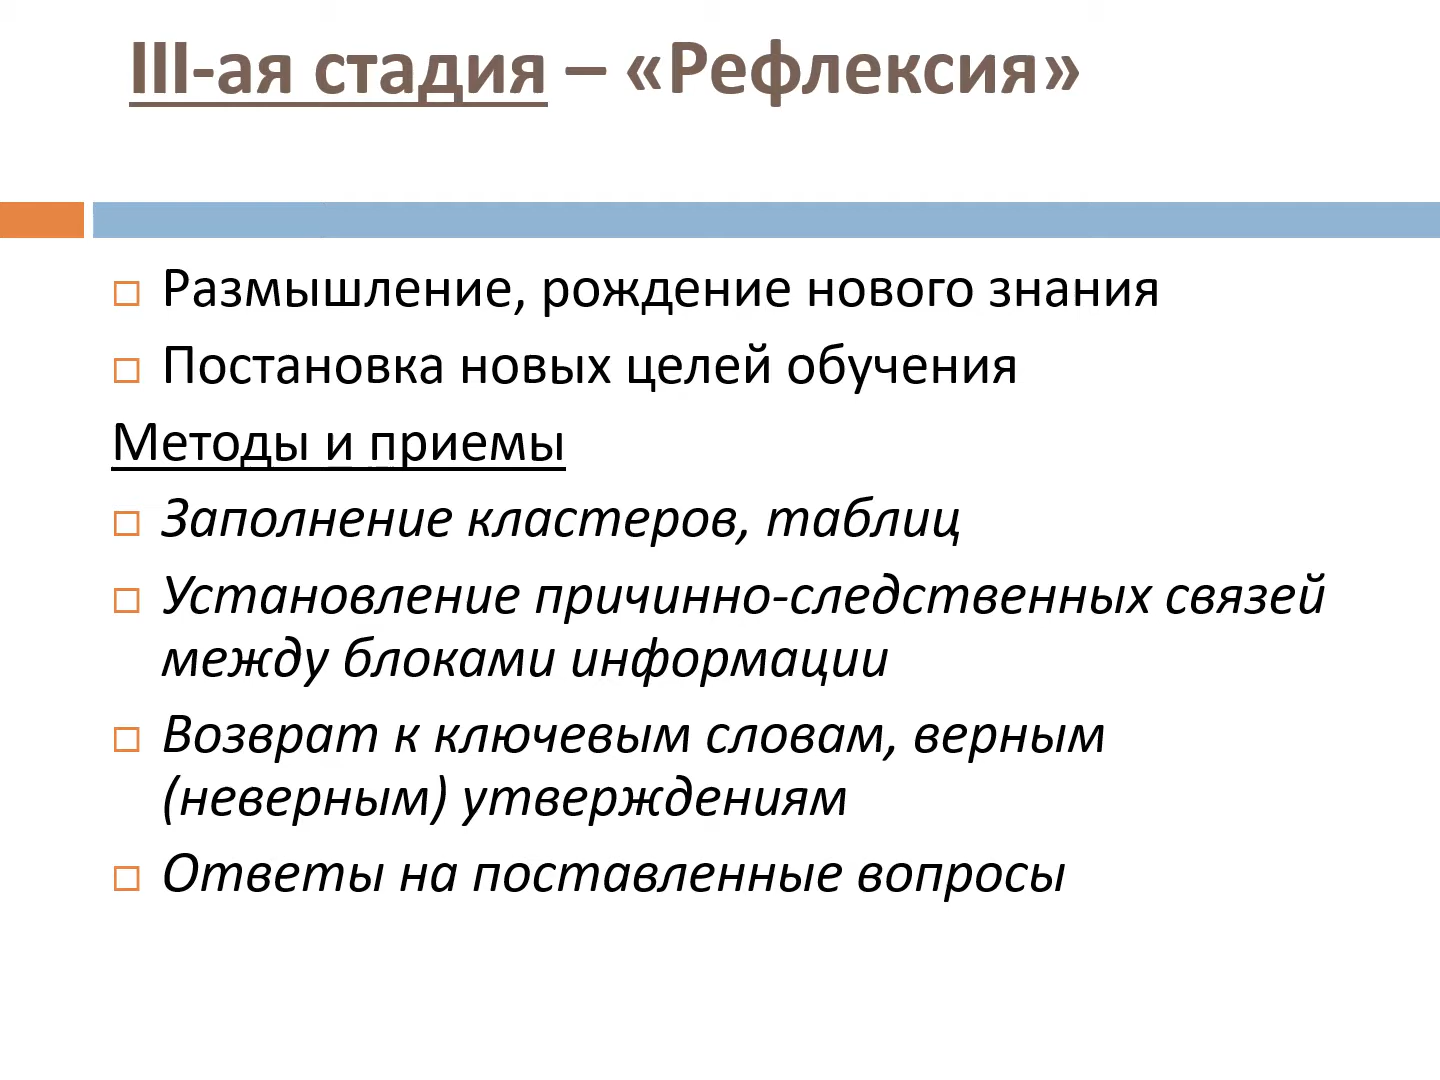 III-ая стадия – «Рефлексия»
Размышление, рождение нового знания
Постановка новых целей обучения
Методы и приемы
Заполнение кластеров, таблиц
Установление причинно-следственных связей
между блоками информации
Возврат к ключевым словам, верным
(неверным) утверждениям
Ответы на поставленные вопросы